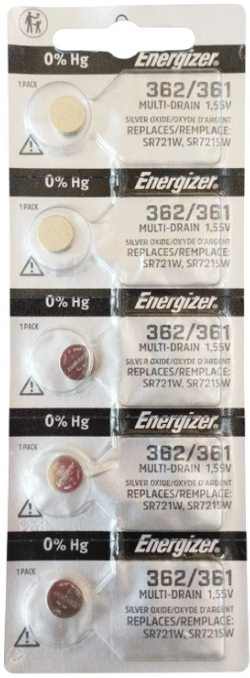 0% Hg Energizer
1 PACK 362/361
MULTI-DRAIN 1,55V
SILVER OXIDE/OXYDE D'ARGENT
REPLACES/REMPLACE:
SR721W, SR721SW
0% Hg Energizer
1 PACK 362/361
MULTI-DRAIN 1,55V
SILVER OXIDE/OXYDE D'ARGENT
REPLACES/REMPLACE:
SR721W, SR721SW
0% Hg Energizer
1 PACK 362/361
MULTI-DRAIN 1,55V
SILVER OXIDE/OXYDE D'ARGENT
REPLACES/REMPLACE:
SR721W, SR721SW
0% Hg Energizer
1 PACK 362/361
MULTI-DRAIN 1,55V
SILVER OXIDE/OXYDE D'ARGENT
REPLACES/REMPLACE:
SR721W, SR721SW
0% Hg Energizer
1 PACK 362/361
MULTI-DRAIN 1,55V
SILVER OXIDE/OXYDE D'ARGENT
REPLACES/REMPLACE:
SR721W, SR721SW